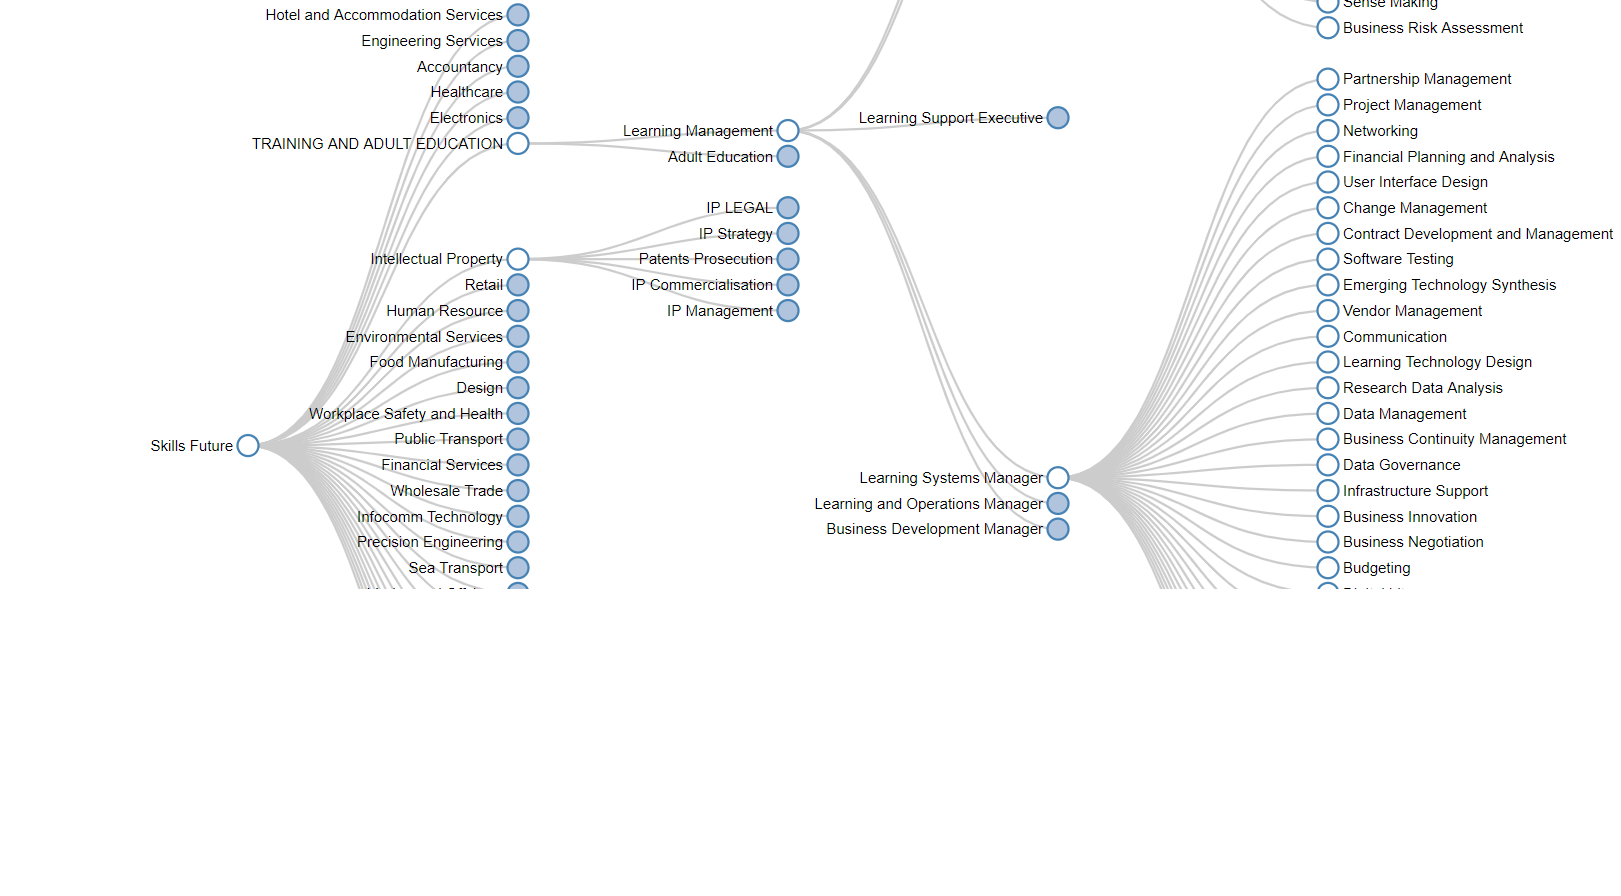 Hotel and Accommodation Services
Engineering Services
Accountancy
Healthcare
Electronics
TRAINING AND ADULT EDUCATION
Intellectual Property
Retail
Human Resource
Environmental Services
Food Manufacturing
Design
Workplace Safety and Health
Public Transport
Skills Future
Financial Services
Wholesale Trade
Infocomm Technology
Precision Engineering
Sea Transport
Learning Management
Adult Education
IP LEGAL
IP Strategy
Patents Prosecution
IP Commercialisation
IP Management
Learning Support Executive
Learning Systems Manager
Learning and Operations Manager
Business Development Manager
Sense Making
Business Risk Assessment
Partnership Management
Project Management
Networking
Financial Planning and Analysis
User Interface Design
Change Management
Contract Development and Management
Software Testing
Emerging Technology Synthesis
Vendor Management
Communication
Learning Technology Design
Research Data Analysis
Data Management
Business Continuity Management
Data Governance
Infrastructure Support
Business Innovation
Business Negotiation
Budgeting